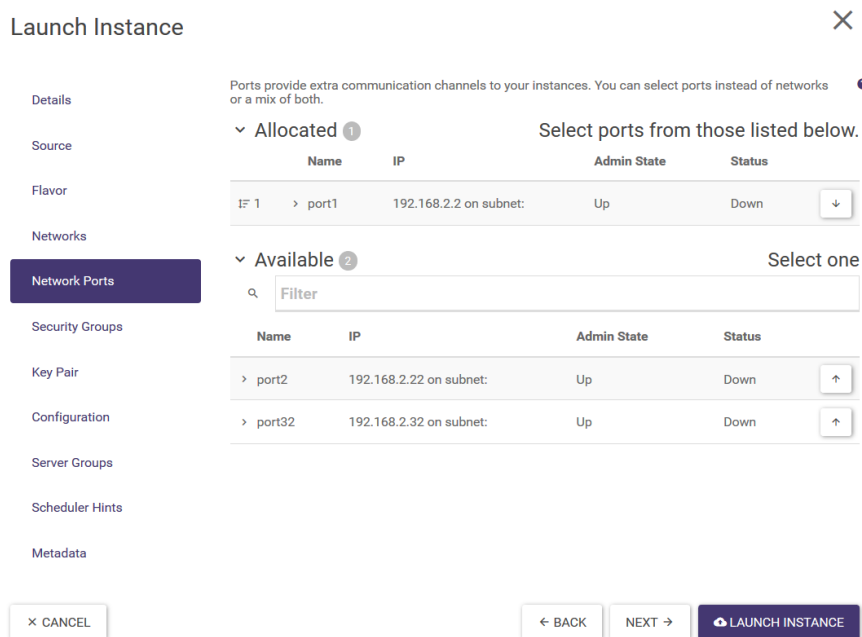 Launch Instance
Details
Source
Flavor
Networks
Network Ports
Security Groups
Key Pair
Configuration
Server Groups
Scheduler Hints
Metadata
Ports provide extra communication channels to your instances. You can select ports instead of networks
or a mix of both.
Allocated 1 Select ports from those listed below.
Name IP Admin State Status
1 port1 192.168.2.2 on subnet: Up Down
Available 2 Select one
Filter
Name IP Admin State Status
port2 192.168.2.22 on subnet: Up Down
port32 192.168.2.32 on subnet: Up Down
× CANCEL
← BACK
NEXT →
LAUNCH INSTANCE